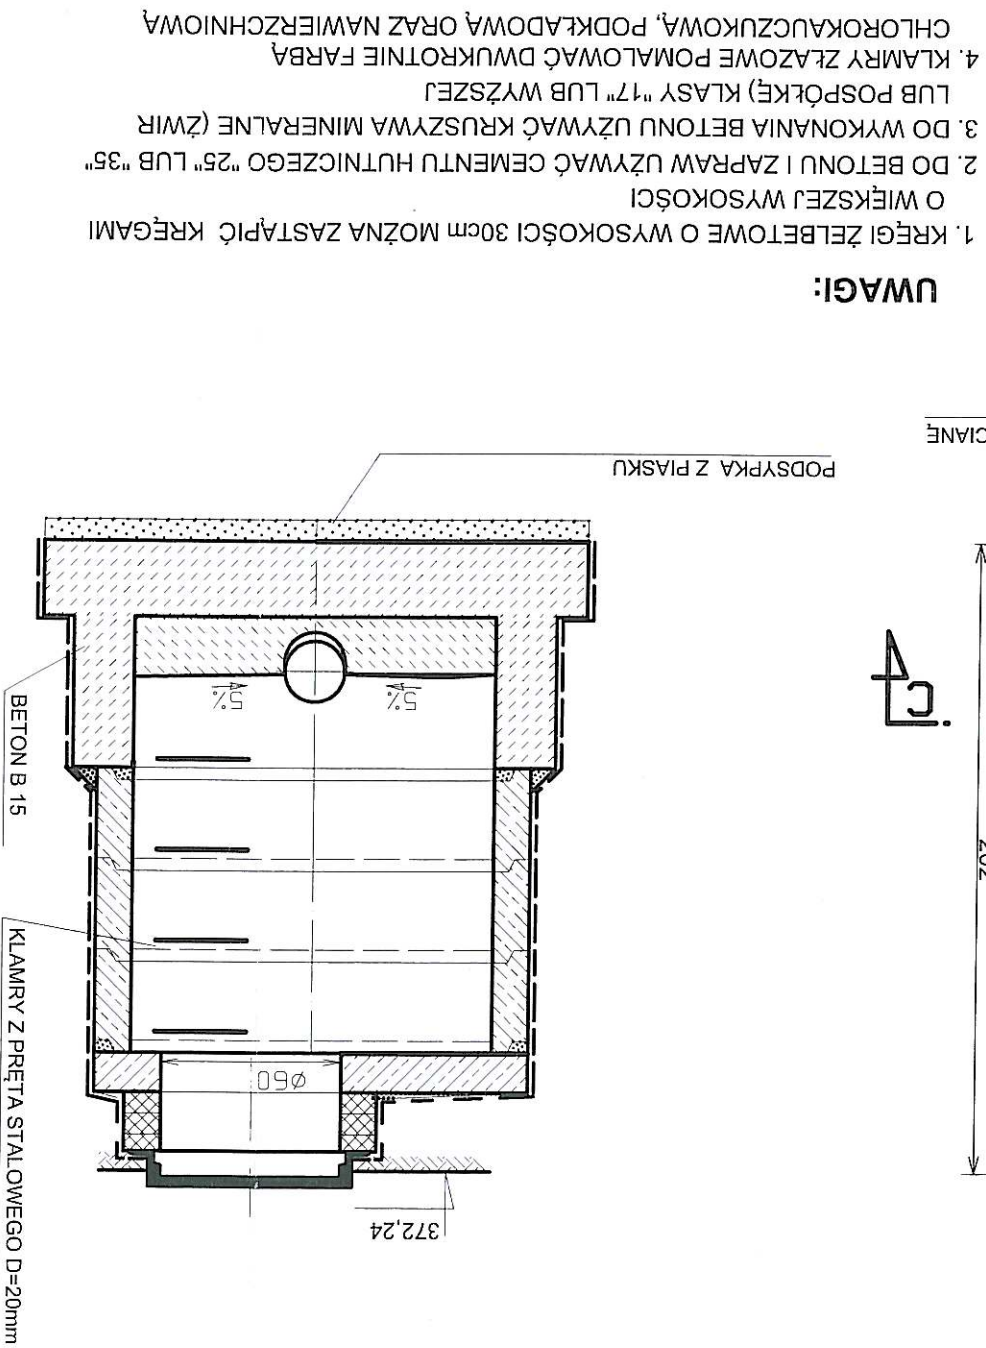 372,24
ø60
KLAMRY Z PRĘTA STALOWEGO D=20mm
BETON B 15
202
C
5%
5%
PODSYPKA Z PIASKU
CIANĘ
UWAGI:
1. KRĘGI ŻELBETOWE O WYSOKOŚCI 30cm MOŻNA ZASTĄPIĆ KRĘGAMI
O WIĘKSZEJ WYSOKOŚCI
2. DO BETONU I ZAPRAW UŻYWAĆ CEMENTU HUTNICZEGO "25" LUB "35"
3. DO WYKONANIA BETONU UŻYWAĆ KRUSZYWA MINERALNE (ŻWIR
LUB POSPÓŁKĘ) KLASY "17" LUB WYŻSZEJ
4. KLAMRY ZŁAZOWE POMALOWAĆ DWUKROTNIE FARBĄ
CHLOROKAUCZUKOWĄ, PODKŁADOWĄ ORAZ NAWIERZCHNIOWĄ